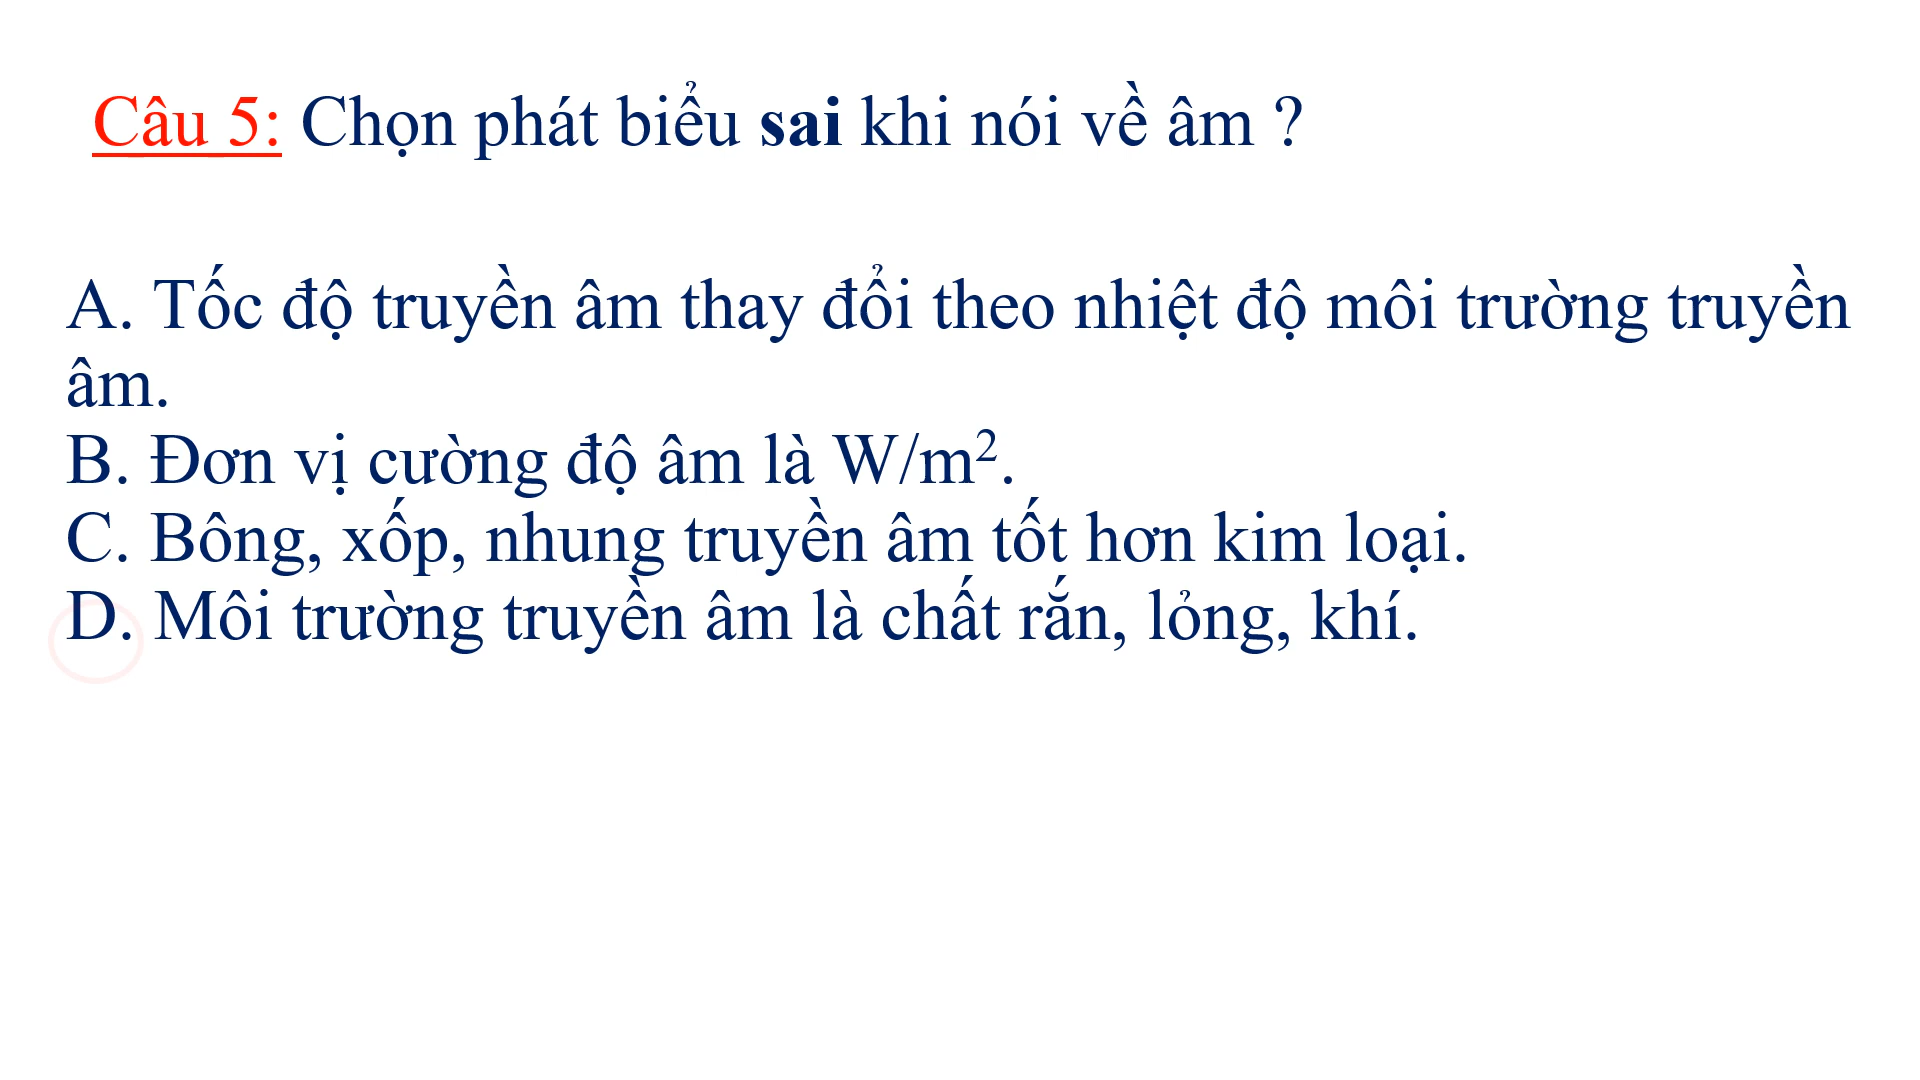 Câu 5: Chọn phát biểu sai khi nói về âm ?
A. Tốc độ truyền âm thay đổi theo nhiệt độ môi trường truyền
âm.
B. Đơn vị cường độ âm là W/m².
C. Bông, xốp, nhung truyền âm tốt hơn kim loại.
D. Môi trường truyền âm là chất rắn, lỏng, khí.